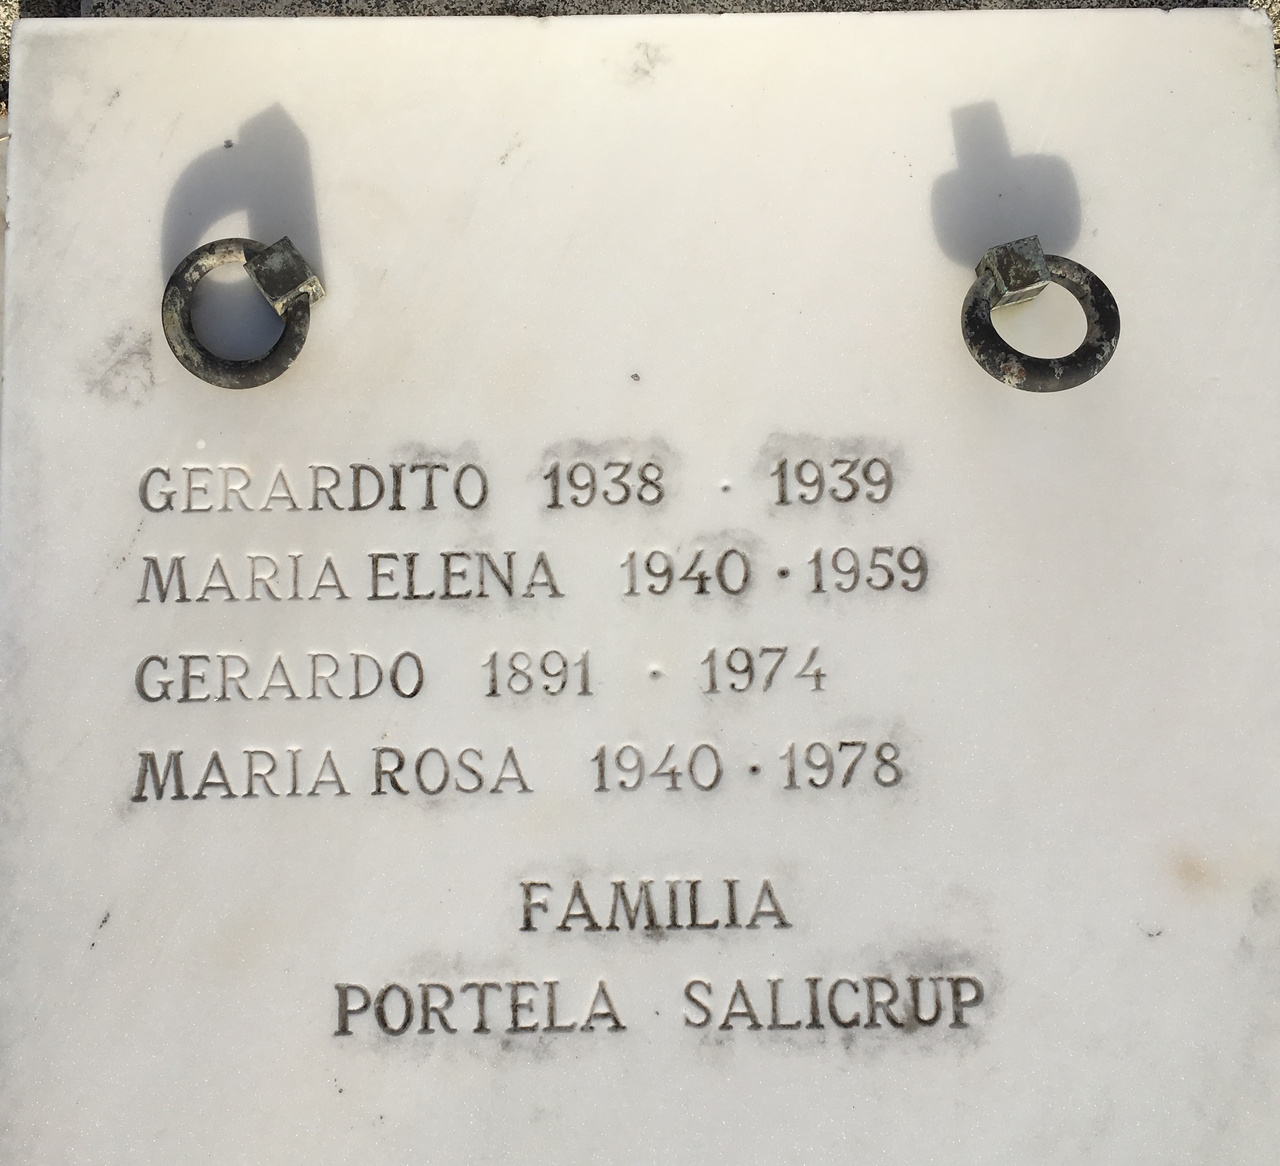 GERARDITO 1938 · 1939
MARIA ELENA 1940 · 1959
GERARDO 1891 · 1974
MARIA ROSA 1940 · 1978
FAMILIA
PORTELA · SALICRUP